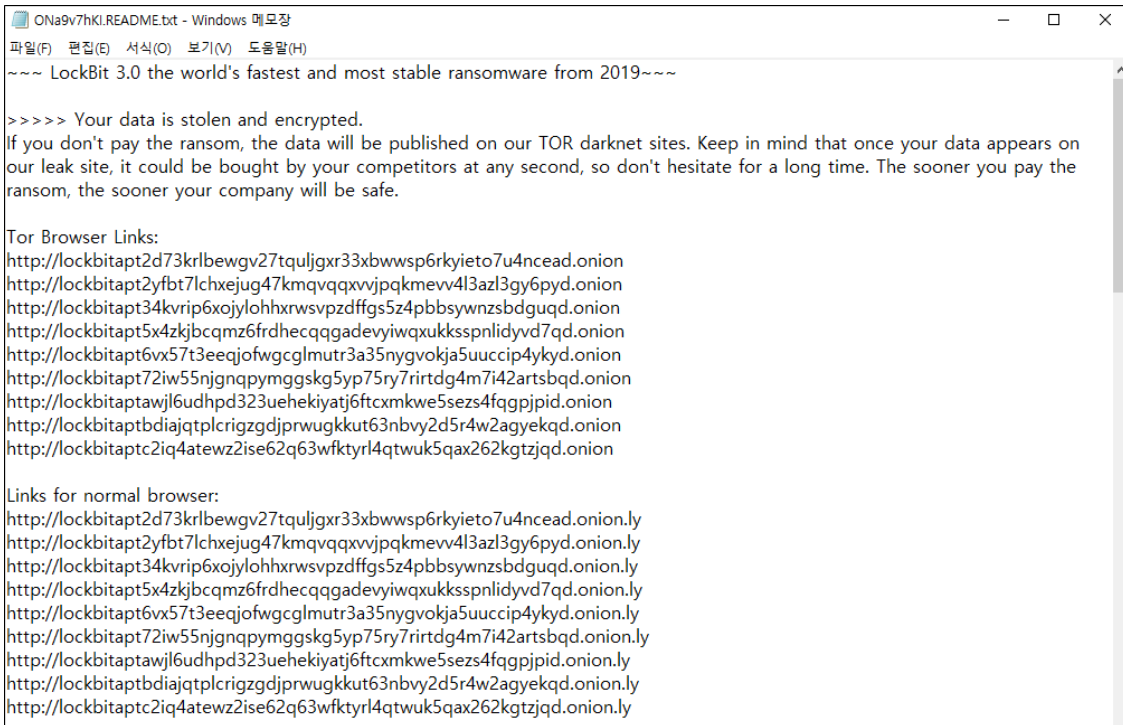 ONa9v7hKI.README.txt - Windows 메모장
파일(F) 편집(E) 서식(O) 보기(V) 도움말(H)
~~~ LockBit 3.0 the world's fastest and most stable ransomware from 2019~~~
>>>>> Your data is stolen and encrypted.
If you don't pay the ransom, the data will be published on our TOR darknet sites. Keep in mind that once your data appears on
our leak site, it could be bought by your competitors at any second, so don't hesitate for a long time. The sooner you pay the
ransom, the sooner your company will be safe.
Tor Browser Links:
http://lockbitapt2d73krlbewgv27tquljgxr33xbwwsp6rkyieto7u4ncead.onion
http://lockbitapt2yfbt7lchxejug47kmqvqqxvvjpqkmevv4l3azl3gy6pyd.onion
http://lockbitapt34kvrip6xojylohhxrwsvpzdffgs5z4pbbsywnzsbdguqd.onion
http://lockbitapt5x4zkjbcqmz6frdhecqqgadevyiwqxukksspnlidyvd7qd.onion
http://lockbitapt6vx57t3eeqjofwgcglmutr3a35nygvokja5uuccip4ykyd.onion
http://lockbitapt72iw55njgnqpymggskg5yp75ry7rirtdg4m7i42artsbqd.onion
http://lockbitaptawjl6udhpd323uehekiyatj6ftcxmkwe5sezs4fqgpjpid.onion
http://lockbitaptbdiajqtplcrigzgdjprwugkkut63nbvy2d5r4w2agyekqd.onion
http://lockbitaptc2iq4atewz2ise62q63wfktyrl4qtwuk5qax262kgtzjqd.onion
Links for normal browser:
http://lockbitapt2d73krlbewgv27tquljgxr33xbwwsp6rkyieto7u4ncead.onion.ly
http://lockbitapt2yfbt7lchxejug47kmqvqqxvvjpqkmevv4l3azl3gy6pyd.onion.ly
http://lockbitapt34kvrip6xojylohhxrwsvpzdffgs5z4pbbsywnzsbdguqd.onion.ly
http://lockbitapt5x4zkjbcqmz6frdhecqqgadevyiwqxukksspnlidyvd7qd.onion.ly
http://lockbitapt6vx57t3eeqjofwgcglmutr3a35nygvokja5uuccip4ykyd.onion.ly
http://lockbitapt72iw55njgnqpymggskg5yp75ry7rirtdg4m7i42artsbqd.onion.ly
http://lockbitaptawjl6udhpd323uehekiyatj6ftcxmkwe5sezs4fqgpjpid.onion.ly
http://lockbitaptbdiajqtplcrigzgdjprwugkkut63nbvy2d5r4w2agyekqd.onion.ly
http://lockbitaptc2iq4atewz2ise62q63wfktyrl4qtwuk5qax262kgtzjqd.onion.ly